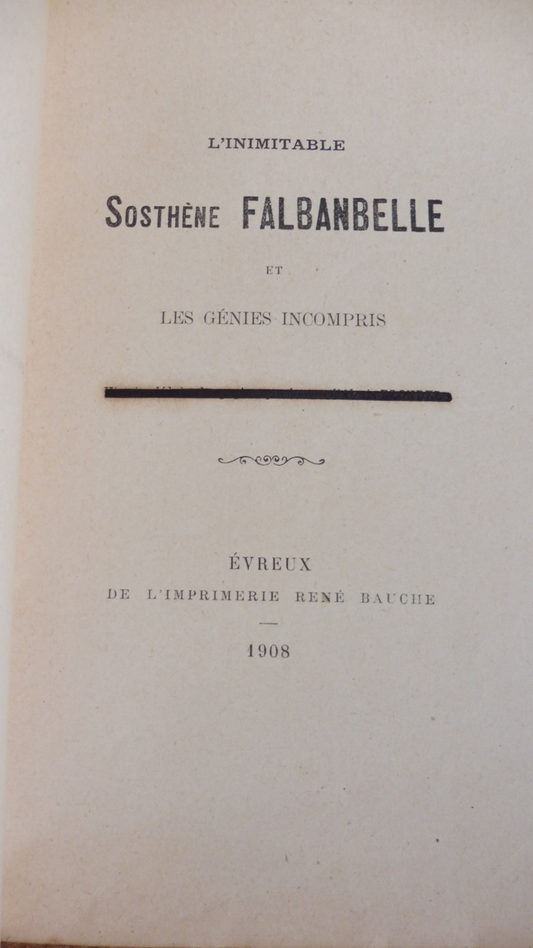 L'INIMITABLE
SOSTHÈNE FALBANBELLE
ET
LES GÉNIES INCOMPRIS
ÉVREUX
DE L'IMPRIMERIE RENÉ BAUCHE
1908